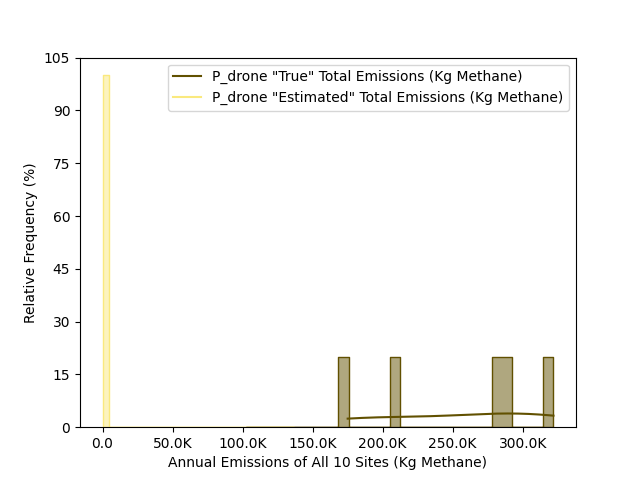 P_drone "True" Total Emissions (Kg Methane)
P_drone "Estimated" Total Emissions (Kg Methane)
105
90
75
60
45
30
15
0
Relative Frequency (%)
0.0 50.0K 100.0K 150.0K 200.0K 250.0K 300.0K
Annual Emissions of All 10 Sites (Kg Methane)